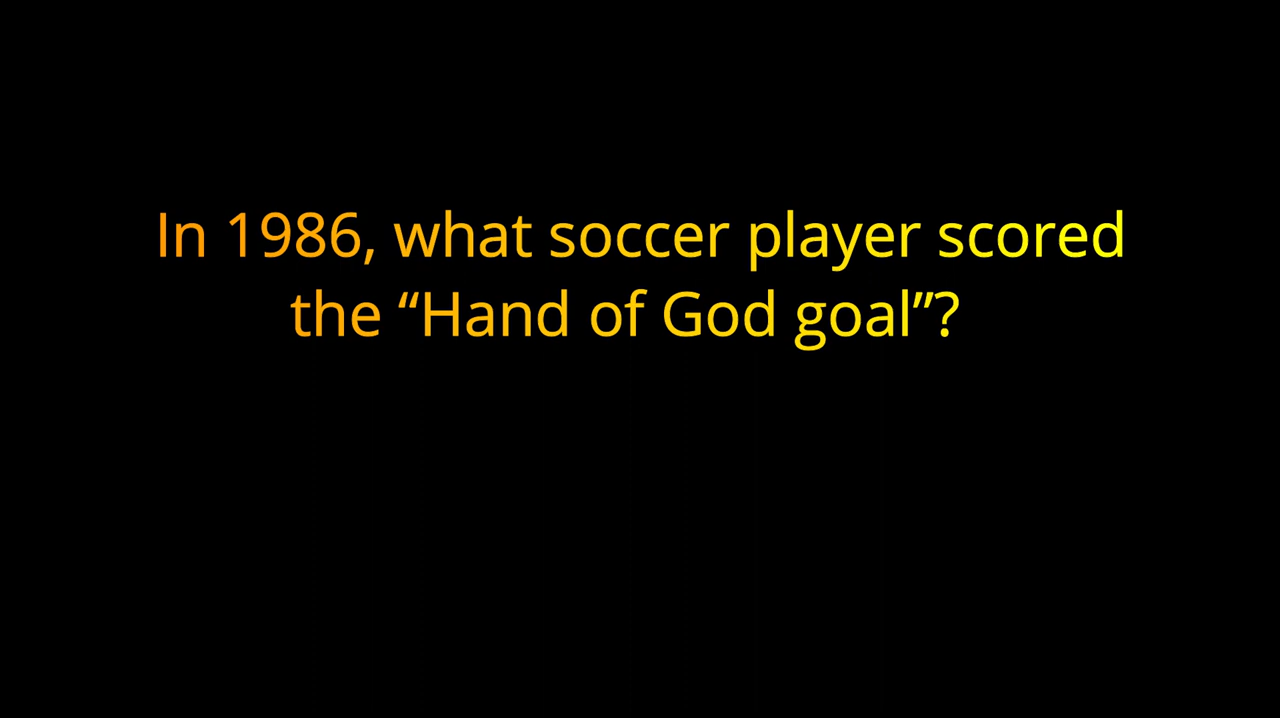 In 1986, what soccer player scored
the “Hand of God goal”?